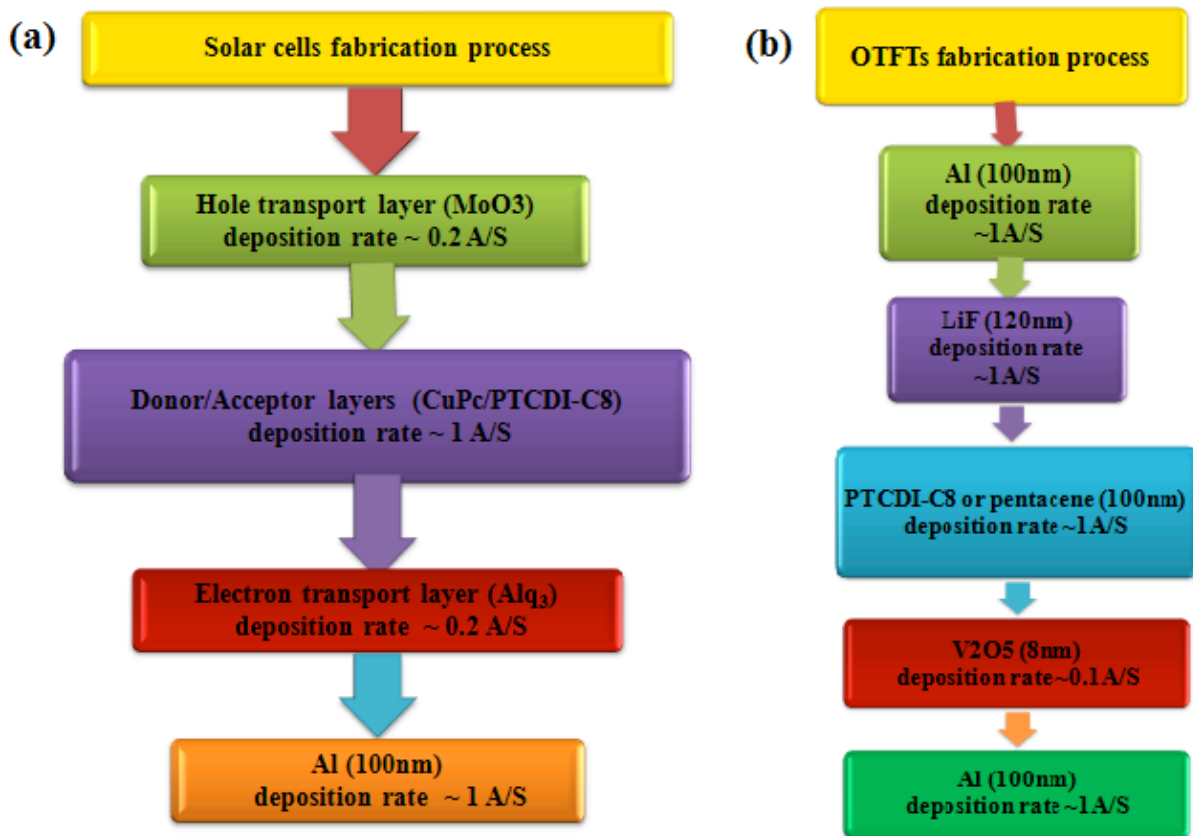 (a)
Solar cells fabrication process
Hole transport layer (MoO3)
deposition rate ~ 0.2 A/S
Donor/Acceptor layers (CuPc/PTCDI-C8)
deposition rate ~ 1 A/S
Electron transport layer (Alq₃)
deposition rate ~ 0.2 A/S
Al (100nm)
deposition rate ~ 1 A/S
(b)
OTFTs fabrication process
Al (100nm)
deposition rate
~1A/S
LiF (120nm)
deposition rate
~1A/S
PTCDI-C8 or pentacene (100nm)
deposition rate ~1A/S
V2O5 (8nm)
deposition rate~0.1A/S
Al (100nm)
deposition rate ~1A/S